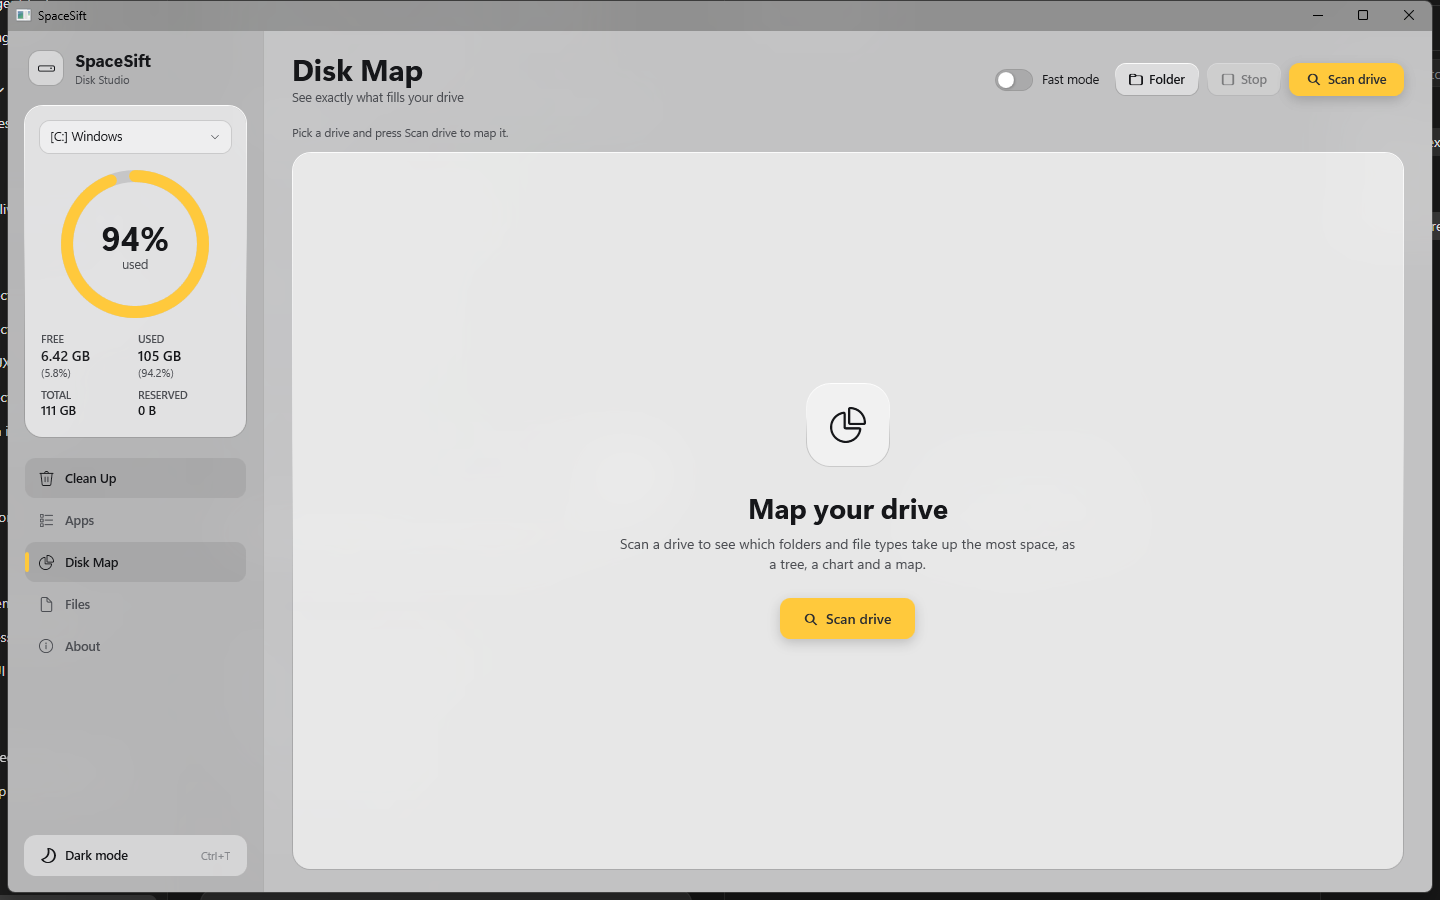 SpaceSift
SpaceSift
Disk Studio
[C:] Windows
94%
used
FREE
6.42 GB
(5.8%)
USED
105 GB
(94.2%)
TOTAL
111 GB
RESERVED
0 B
Clean Up
Apps
Disk Map
Files
About
Dark mode
Ctrl+T
Disk Map
See exactly what fills your drive
Fast mode
Folder
Stop
Scan drive
Pick a drive and press Scan drive to map it.
Map your drive
Scan a drive to see which folders and file types take up the most space, as
a tree, a chart and a map.
Scan drive